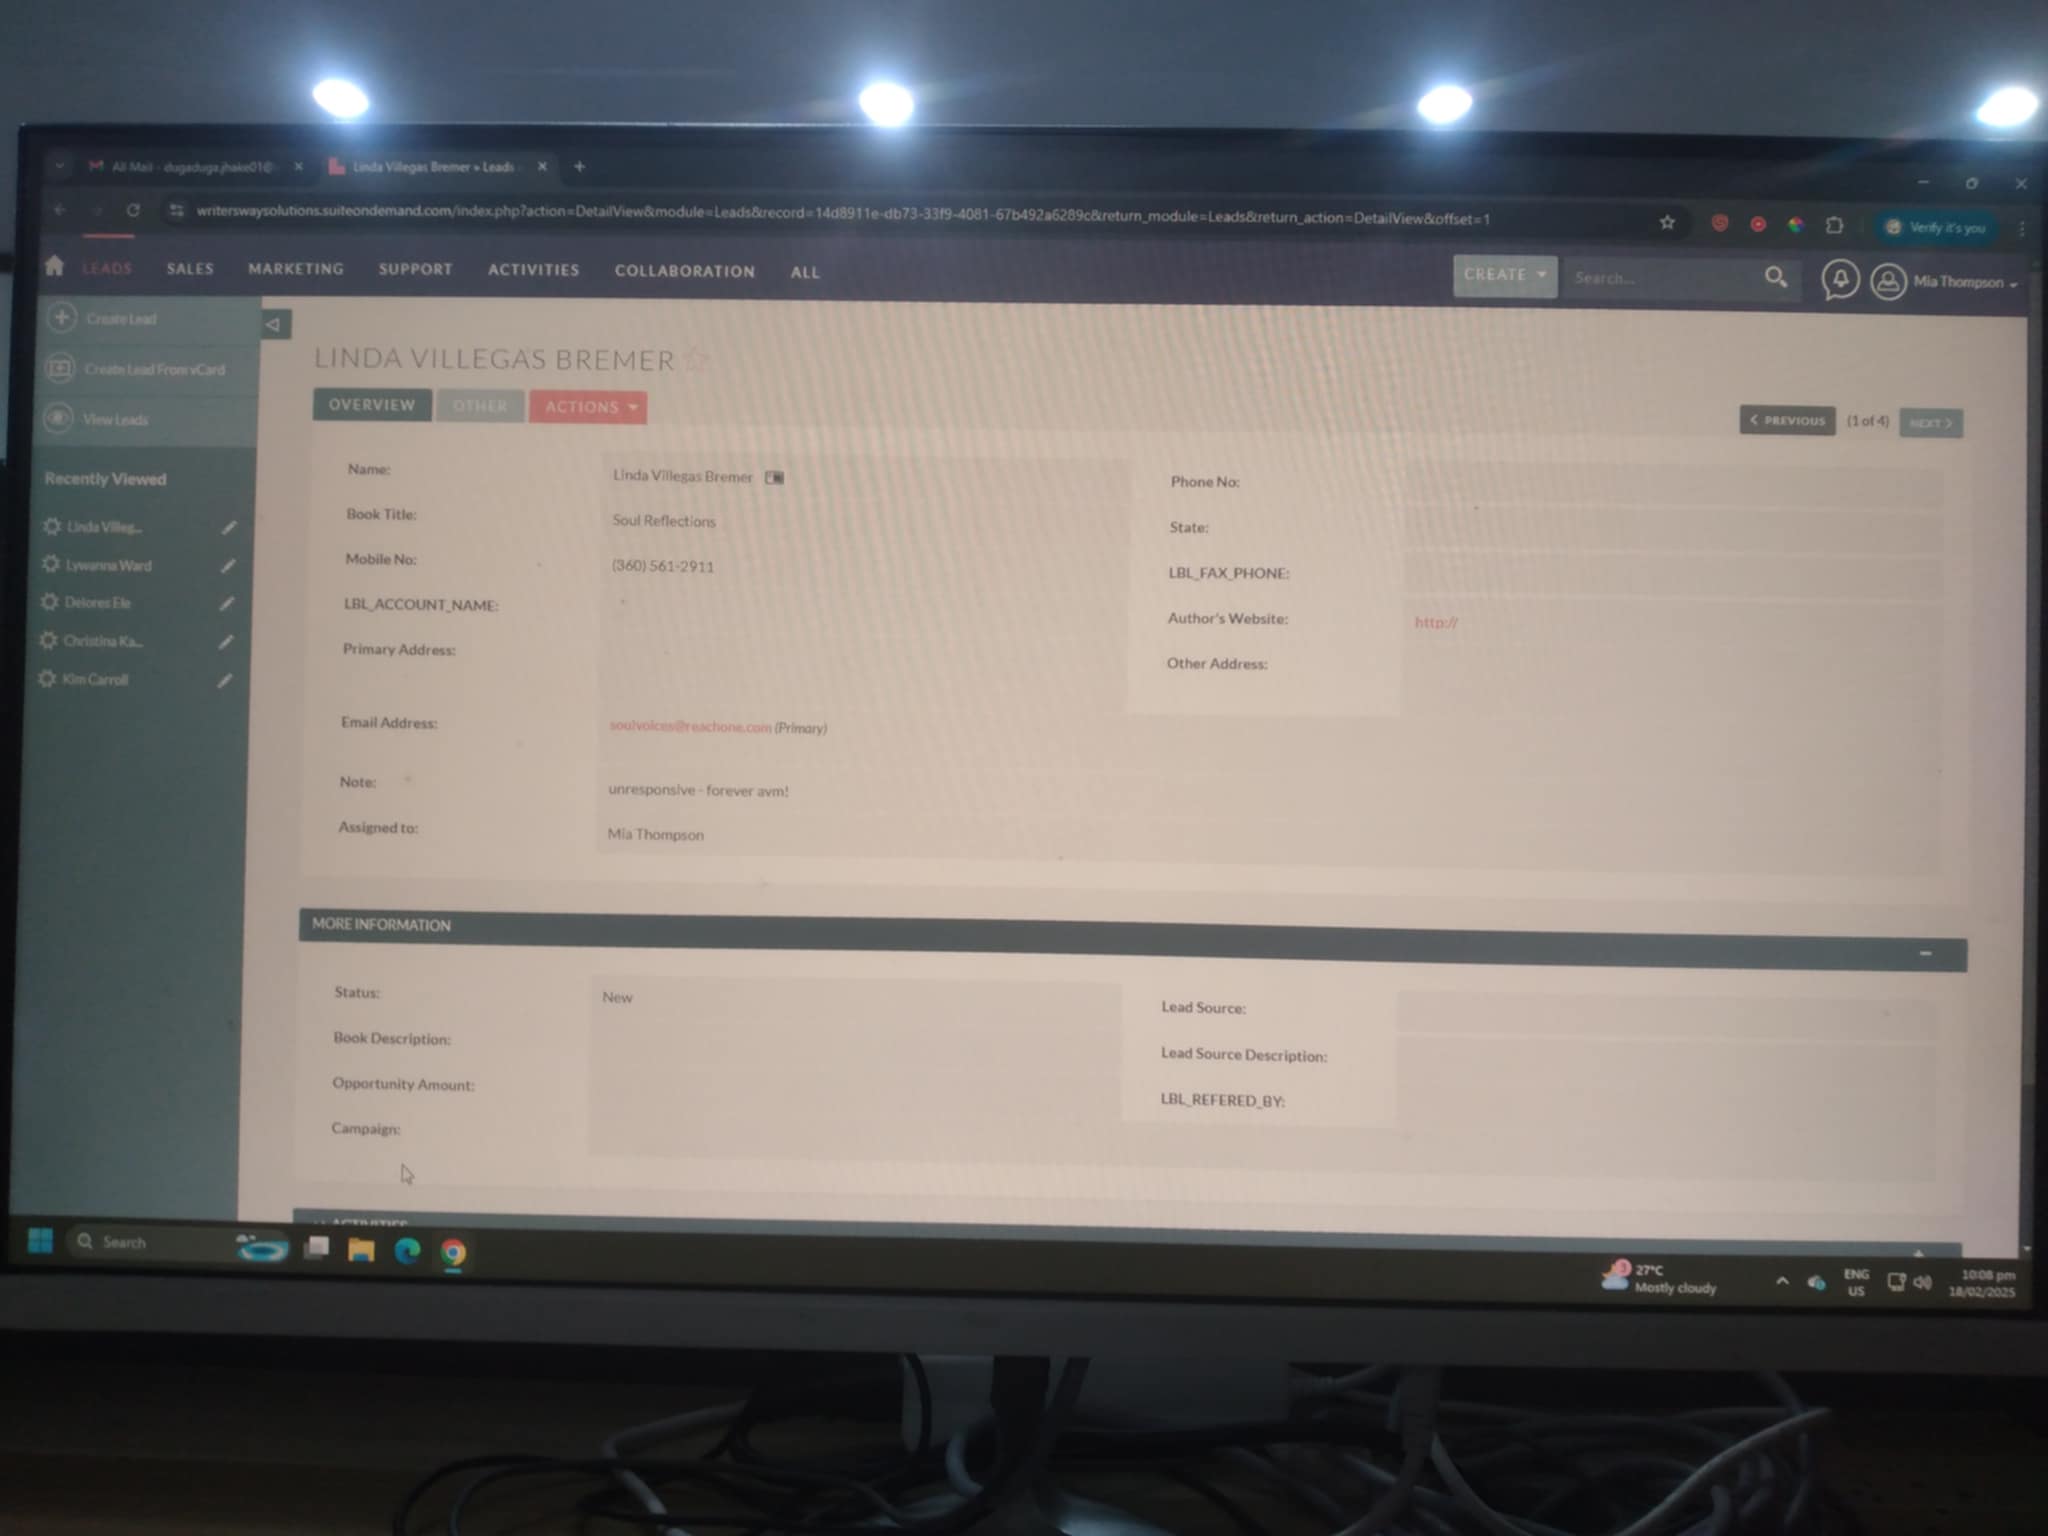 All Mail - dugaduga.jhake01@
Linda Villegas Bremer » Leads
writerswaysolutions.suiteondemand.com/index.php?action=DetailView&module=Leads&record=14d8911e-db73-33f9-4081-67b492a6289c&return_module=Leads&return_action=DetailView&offset=1
Verify it's you
LEADS SALES MARKETING SUPPORT ACTIVITIES COLLABORATION ALL
CREATE Search... Mia Thompson
Create Lead
Create Lead From vCard
View Leads
Recently Viewed
Linda Villeg...
Lywanna Ward
Delores Ele
Christina Ka...
Kim Carroll
LINDA VILLEGAS BREMER
OVERVIEW OTHER ACTIONS
PREVIOUS (1 of 4) NEXT
Name: Linda Villegas Bremer
Phone No:
Book Title: Soul Reflections
State:
Mobile No: (360) 561-2911
LBL_FAX_PHONE:
LBL_ACCOUNT_NAME:
Author's Website: http://
Primary Address:
Other Address:
Email Address: soulvoices@reachone.com (Primary)
Note: unresponsive - forever avm!
Assigned to: Mia Thompson
MORE INFORMATION
Status: New
Lead Source:
Book Description:
Lead Source Description:
Opportunity Amount:
LBL_REFERED_BY:
Campaign:
ACTIVITIES
Search
3
27°C
Mostly cloudy
ENG
US
10:08 pm
18/02/2025